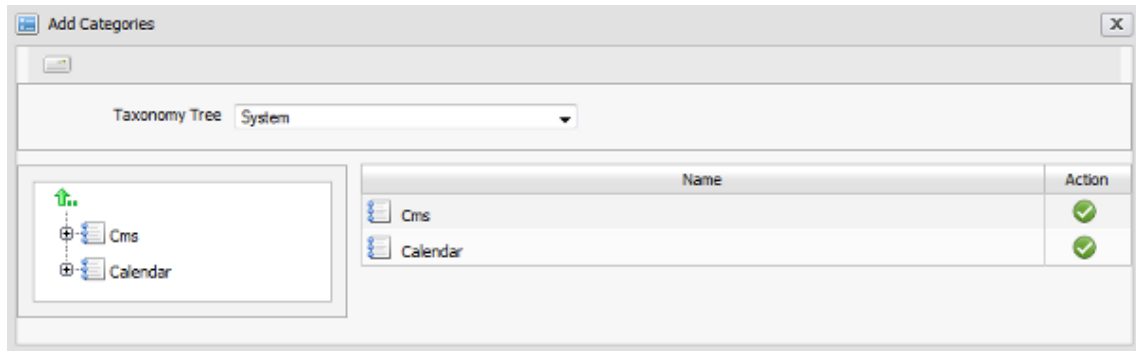 Add Categories
Taxonomy Tree System
Name Action
Cms
Calendar
Cms
Calendar